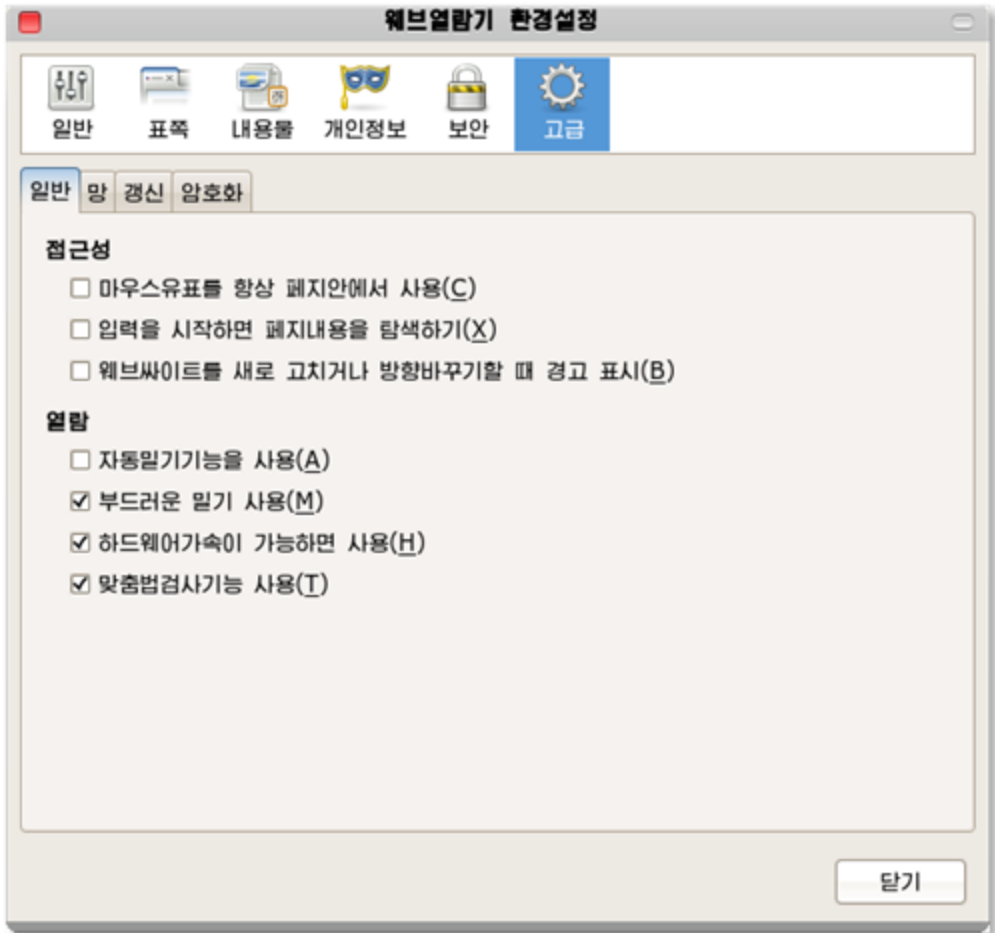 웨브열람기 환경설정
일반 표쪽 내용물 개인정보 보안 고급
일반 망 갱신 암호화
접근성
마우스유표를 항상 페지안에서 사용(C)
입력을 시작하면 페지내용을 탐색하기(X)
웨브싸이트를 새로 고치거나 방향바꾸기할 때 경고 표시(B)
열람
자동밀기기능을 사용(A)
부드러운 밀기 사용(M)
하드웨어가속이 가능하면 사용(H)
맞춤법검사기능 사용(T)
닫기